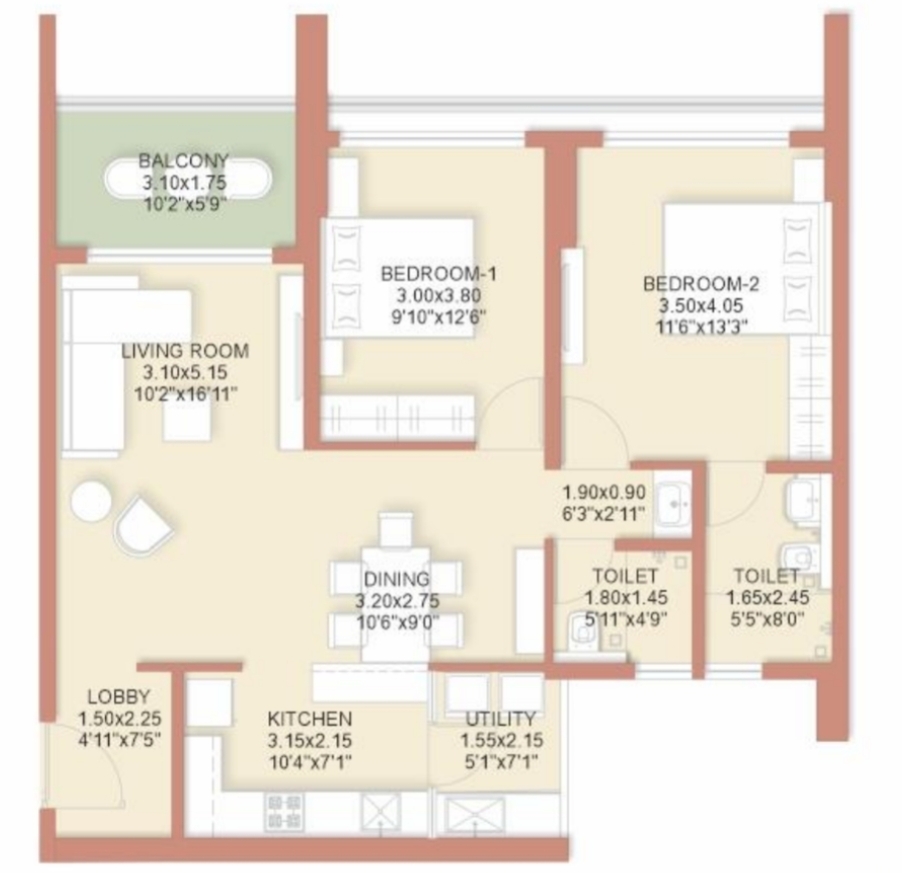 BALCONY
3.10x1.75
10'2"x5'9"
BEDROOM-1
3.00x3.80
9'10"x12'6"
BEDROOM-2
3.50x4.05
11'6"x13'3"
LIVING ROOM
3.10x5.15
10'2"x16'11"
1.90x0.90
6'3"x2'11"
DINING
3.20x2.75
10'6"x9'0"
TOILET
1.80x1.45
5'11"x4'9"
TOILET
1.65x2.45
5'5"x8'0"
LOBBY
1.50x2.25
4'11"x7'5"
KITCHEN
3.15x2.15
10'4"x7'1"
UTILITY
1.55x2.15
5'1"x7'1"